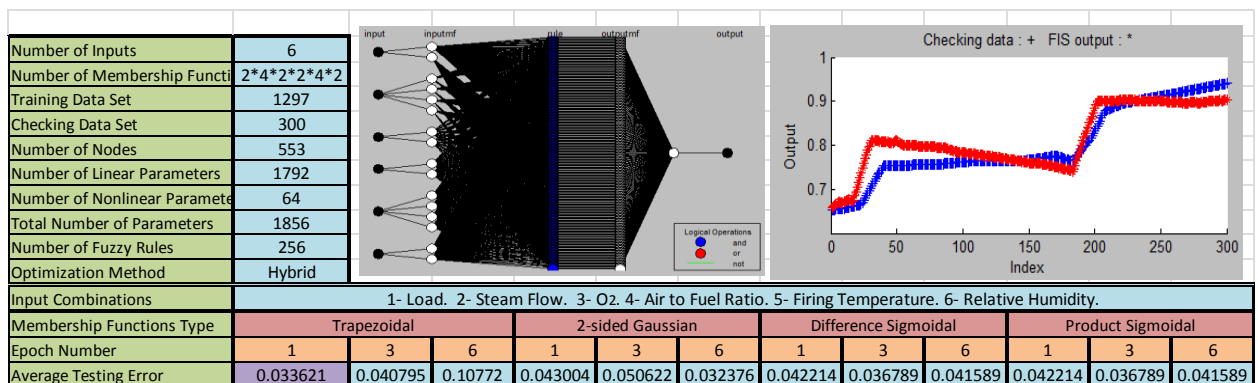 Number of Inputs 6
Number of Membership Functi 2*4*2*2*4*2
Training Data Set 1297
Checking Data Set 300
Number of Nodes 553
Number of Linear Parameters 1792
Number of Nonlinear Paramete 64
Total Number of Parameters 1856
Number of Fuzzy Rules 256
Optimization Method Hybrid
input inputmf rule outputmf output
Logical Operations
and
or
not
Checking data : + FIS output : *
1
0.9
0.8
0.7
Output
0 50 100 150 200 250 300
Index
Input Combinations 1- Load. 2- Steam Flow. 3- O2. 4- Air to Fuel Ratio. 5- Firing Temperature. 6- Relative Humidity.
Membership Functions Type Trapezoidal 2-sided Gaussian Difference Sigmoidal Product Sigmoidal
Epoch Number 1 3 6 1 3 6 1 3 6 1 3 6
Average Testing Error 0.033621 0.040795 0.10772 0.043004 0.050622 0.032376 0.042214 0.036789 0.041589 0.042214 0.036789 0.041589